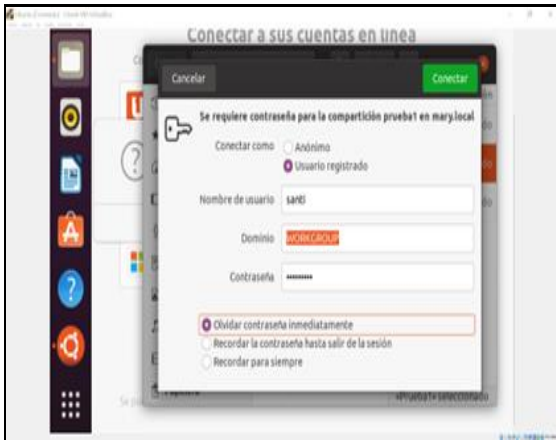 Conectar a sus cuentas en línea
Cancelar
Conectar
Se requiere contraseña para la compartición prueba1 en mary.local
Conectar como
Anónimo
Usuario registrado
Nombre de usuario santi
Dominio WORKGROUP
Contraseña •••••••••
Olvidar contraseña inmediatamente
Recordar la contraseña hasta salir de la sesión
Recordar para siempre
«Prueba1» seleccionado